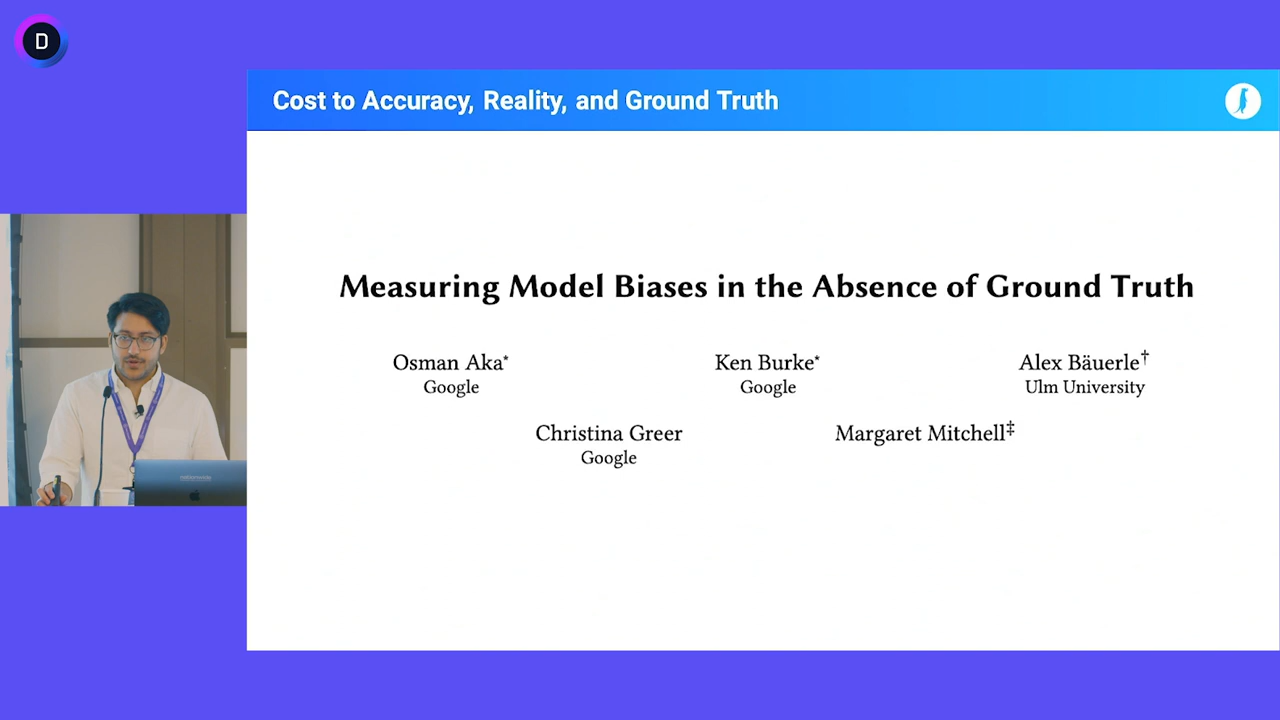 D
Cost to Accuracy, Reality, and Ground Truth
Measuring Model Biases in the Absence of Ground Truth
Osman Aka* Ken Burke* Alex Bäuerle†
Google Google Ulm University
Christina Greer Margaret Mitchell‡
Google